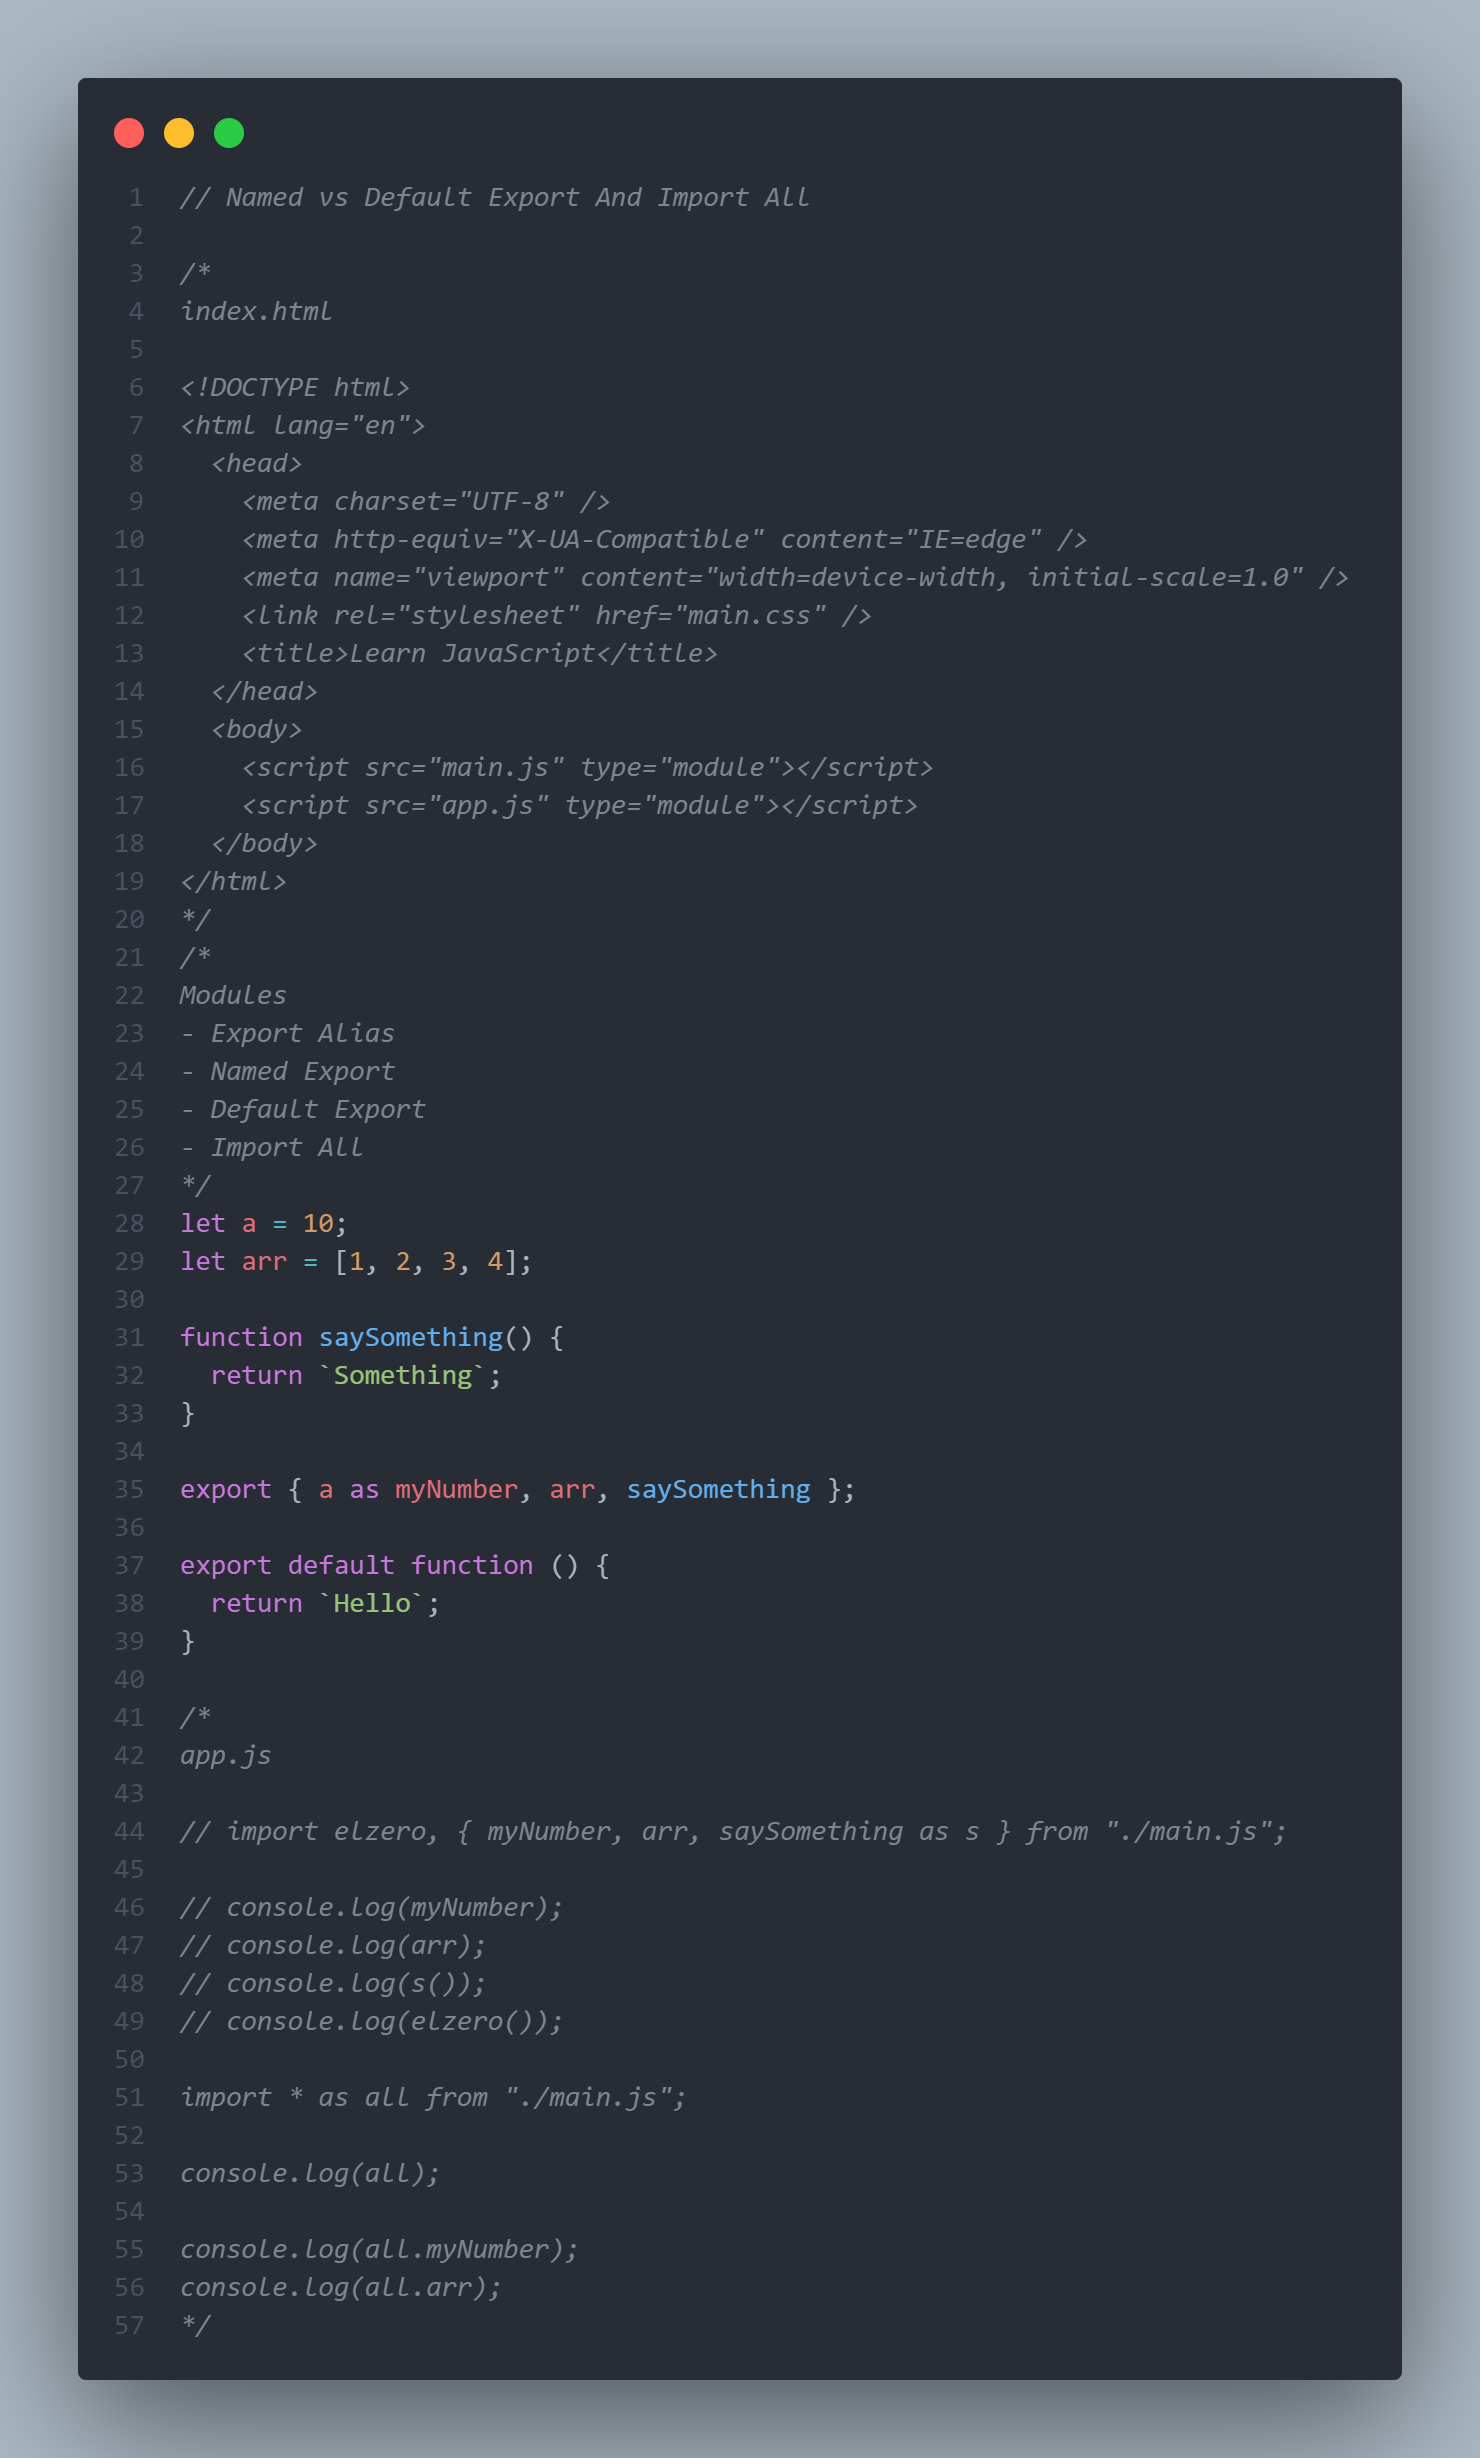 1 // Named vs Default Export And Import All
2
3 /*
4 index.html
5
6 <!DOCTYPE html>
7 <html lang="en">
8   <head>
9     <meta charset="UTF-8" />
10     <meta http-equiv="X-UA-Compatible" content="IE=edge" />
11     <meta name="viewport" content="width=device-width, initial-scale=1.0" />
12     <link rel="stylesheet" href="main.css" />
13     <title>Learn JavaScript</title>
14   </head>
15   <body>
16     <script src="main.js" type="module"></script>
17     <script src="app.js" type="module"></script>
18   </body>
19 </html>
20 */
21 /*
22 Modules
23 - Export Alias
24 - Named Export
25 - Default Export
26 - Import All
27 */
28 let a = 10;
29 let arr = [1, 2, 3, 4];
30
31 function saySomething() {
32   return `Something`;
33 }
34
35 export { a as myNumber, arr, saySomething };
36
37 export default function () {
38   return `Hello`;
39 }
40
41 /*
42 app.js
43
44 // import elzero, { myNumber, arr, saySomething as s } from "./main.js";
45
46 // console.log(myNumber);
47 // console.log(arr);
48 // console.log(s());
49 // console.log(elzero());
50
51 import * as all from "./main.js";
52
53 console.log(all);
54
55 console.log(all.myNumber);
56 console.log(all.arr);
57 */